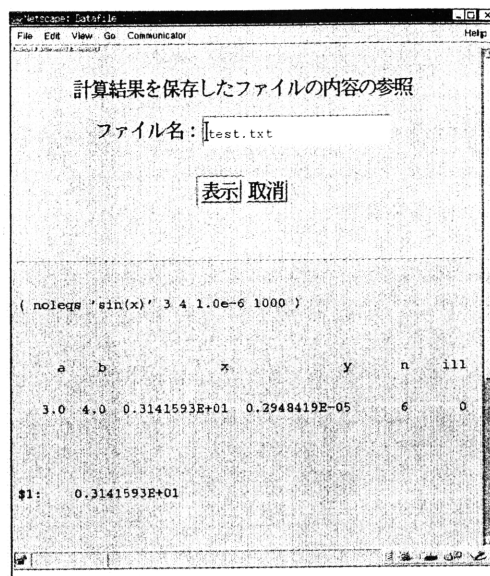 Netscape: Datafile
File Edit View Go Communicator Help
計算結果を保存したファイルの内容の参照
ファイル名：test.txt
表示 取消
( noleqs 'sin(x)' 3 4 1.0e-6 1000 )
a b x y n ill
3.0 4.0 0.3141593E+01 0.2948419E-05 6 0
$1: 0.3141593E+01